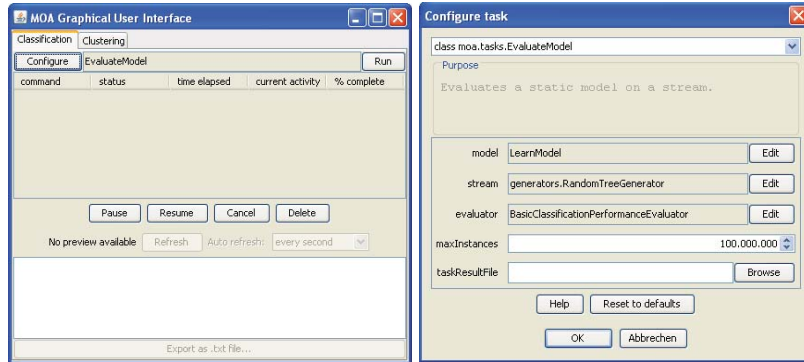 MOA Graphical User Interface
Classification Clustering
Configure EvaluateModel Run
command status time elapsed current activity % complete
Pause Resume Cancel Delete
No preview available Refresh Auto refresh: every second
Export as .txt file...
Configure task
class moa.tasks.EvaluateModel
Purpose
Evaluates a static model on a stream.
model LearnModel Edit
stream generators.RandomTreeGenerator Edit
evaluator BasicClassificationPerformanceEvaluator Edit
maxInstances 100.000.000
taskResultFile Browse
Help Reset to defaults
OK Abbrechen